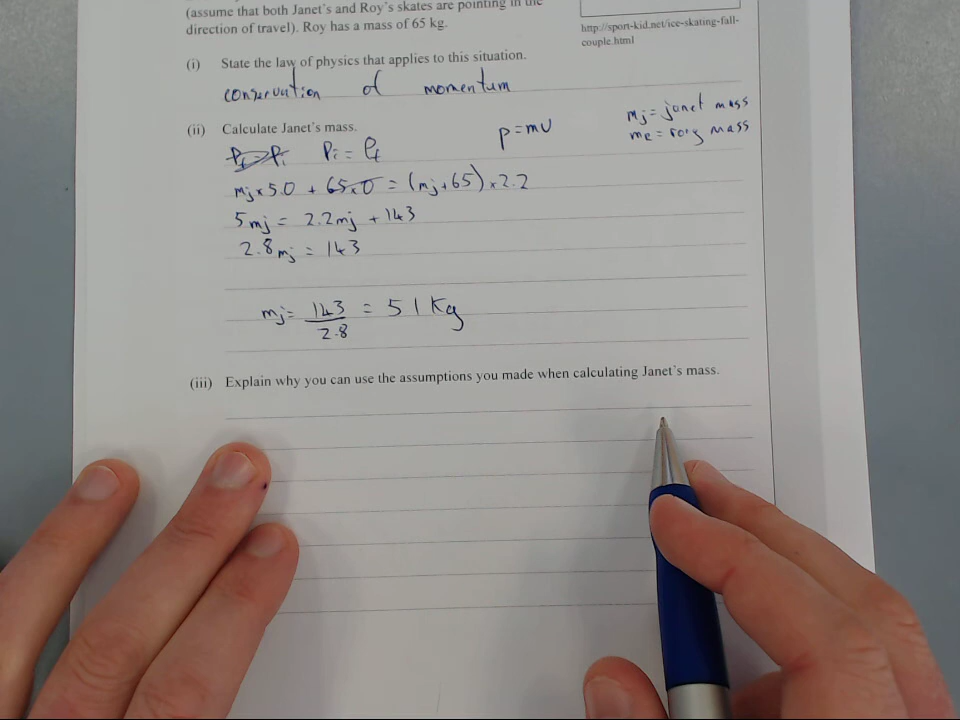 (assume that both Janet's and Roy's skates are pointing in the
direction of travel). Roy has a mass of 65 kg.
http://sport-kid.net/ice-skating-fall-
couple.html
(i) State the law of physics that applies to this situation.
conservation of momentum
(ii) Calculate Janet's mass.
p=mv
mj = janet mass
me = rory mass
Pi = Pf
mj x 5.0 + 65x0 = (mj+65) x 2.2
5mj = 2.2mj + 143
2.8mj = 143
mj = 143/2.8 = 51 Kg
(iii) Explain why you can use the assumptions you made when calculating Janet's mass.